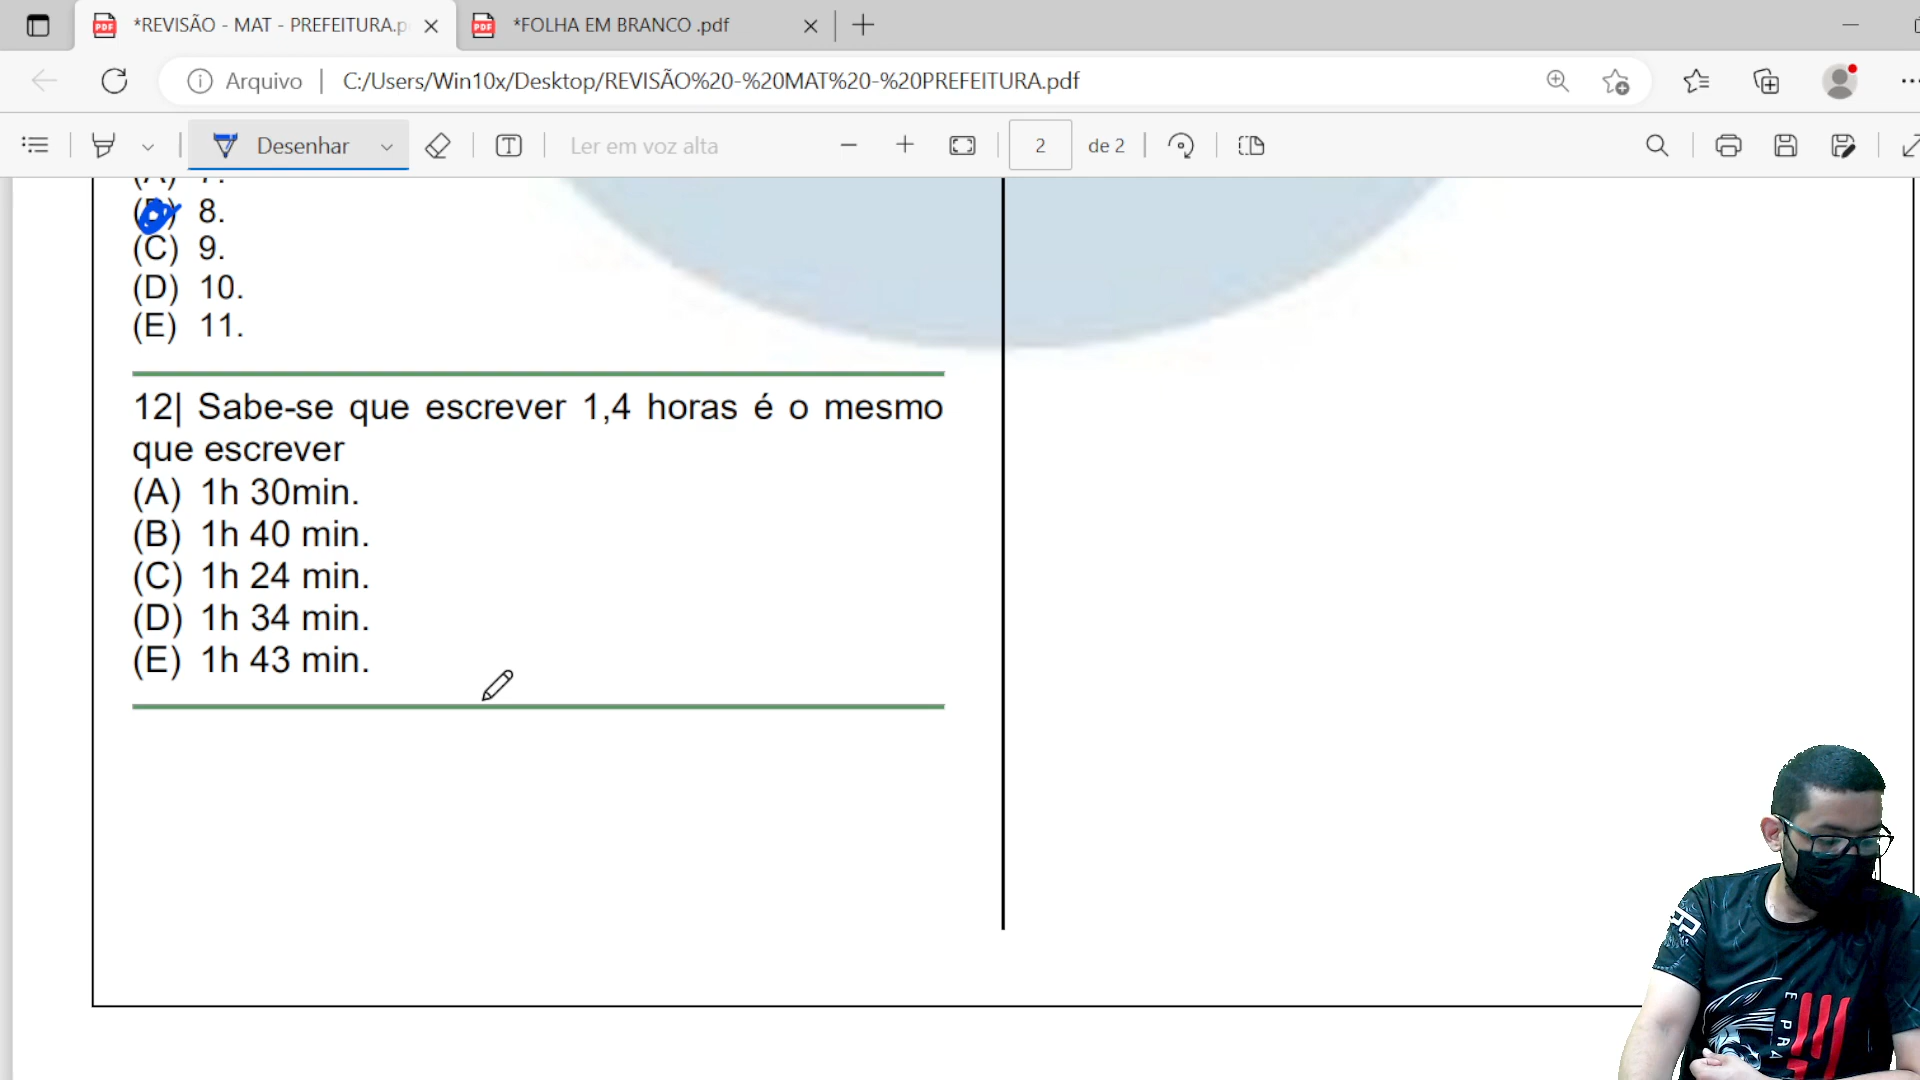 *REVISÃO - MAT - PREFEITURA.p
*FOLHA EM BRANCO .pdf
Arquivo
C:/Users/Win10x/Desktop/REVISÃO%20-%20MAT%20-%20PREFEITURA.pdf
Desenhar
Ler em voz alta
2
de 2
(A) 7.
8.
(C) 9.
(D) 10.
(E) 11.
12| Sabe-se que escrever 1,4 horas é o mesmo
que escrever
(A) 1h 30min.
(B) 1h 40 min.
(C) 1h 24 min.
(D) 1h 34 min.
(E) 1h 43 min.